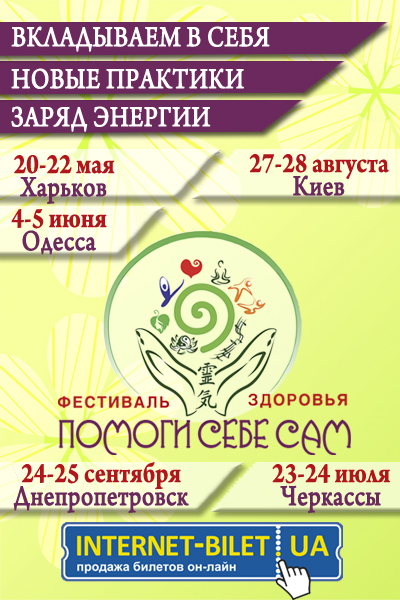 ВКЛАДЫВАЕМ В СЕБЯ
НОВЫЕ ПРАКТИКИ
ЗАРЯД ЭНЕРГИИ
20-22 мая
Харьков
27-28 августа
Киев
4-5 июня
Одесса
靈
氣
ФЕСТИВАЛЬ ЗДОРОВЬЯ
ПОМОГИ СЕБЕ САМ
24-25 сентября
Днепропетровск
23-24 июля
Черкассы
INTERNET-BILET UA
продажа билетов он-лайн